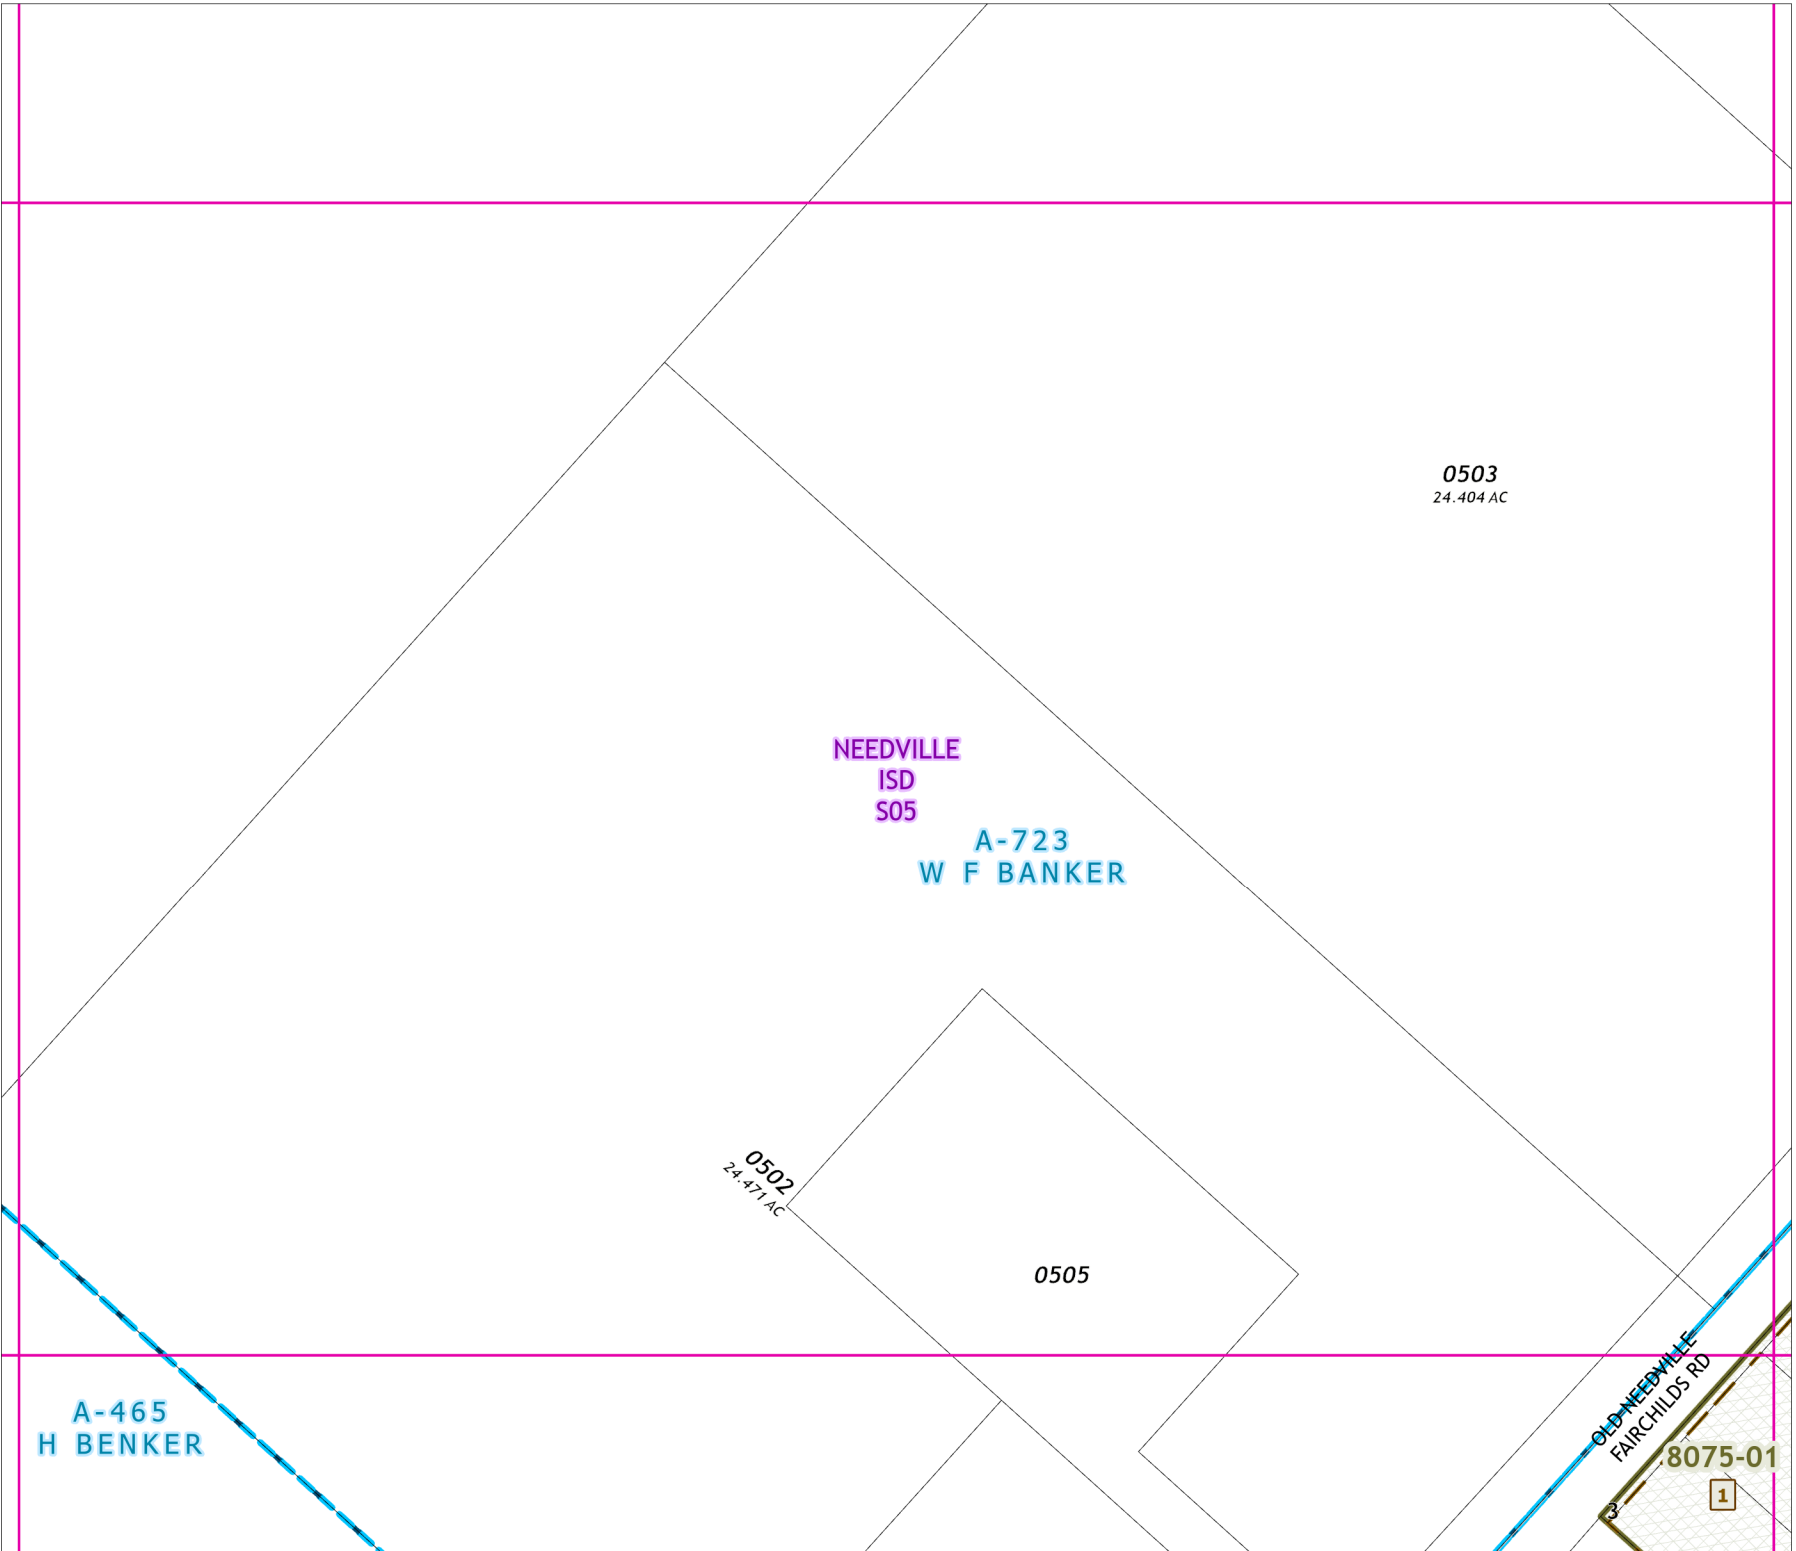 0503
24.404 AC
NEEDVILLE
ISD
S05
A-723
W F BANKER
0502
24.471 AC
0505
OLD NEEDVILLE
FAIRCHILDS RD
A-465
H BENKER
8075-01
1
3